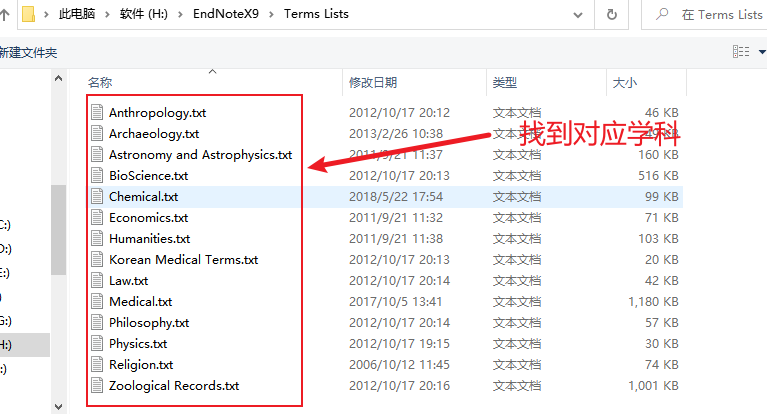 此电脑 > 软件 (H:) > EndNoteX9 > Terms Lists
在 Terms Lists
新建文件夹
名称 修改日期 类型 大小
Anthropology.txt 2012/10/17 20:12 文本文档 46 KB
Archaeology.txt 2013/2/26 10:38 文本文档 49 KB
找到对应学科
Astronomy and Astrophysics.txt 2011/9/21 11:37 文本文档 160 KB
BioScience.txt 2012/10/17 20:13 文本文档 516 KB
Chemical.txt 2018/5/22 17:54 文本文档 99 KB
Economics.txt 2011/9/21 11:32 文本文档 71 KB
Humanities.txt 2011/9/21 11:38 文本文档 103 KB
Korean Medical Terms.txt 2012/10/17 20:13 文本文档 20 KB
Law.txt 2012/10/17 20:14 文本文档 42 KB
Medical.txt 2017/10/5 13:41 文本文档 1,180 KB
Philosophy.txt 2012/10/17 20:14 文本文档 57 KB
Physics.txt 2012/10/17 19:15 文本文档 30 KB
Religion.txt 2006/10/12 11:45 文本文档 74 KB
Zoological Records.txt 2012/10/17 20:16 文本文档 1,001 KB
C:)
D:)
E:)
G:)
H:)
:)